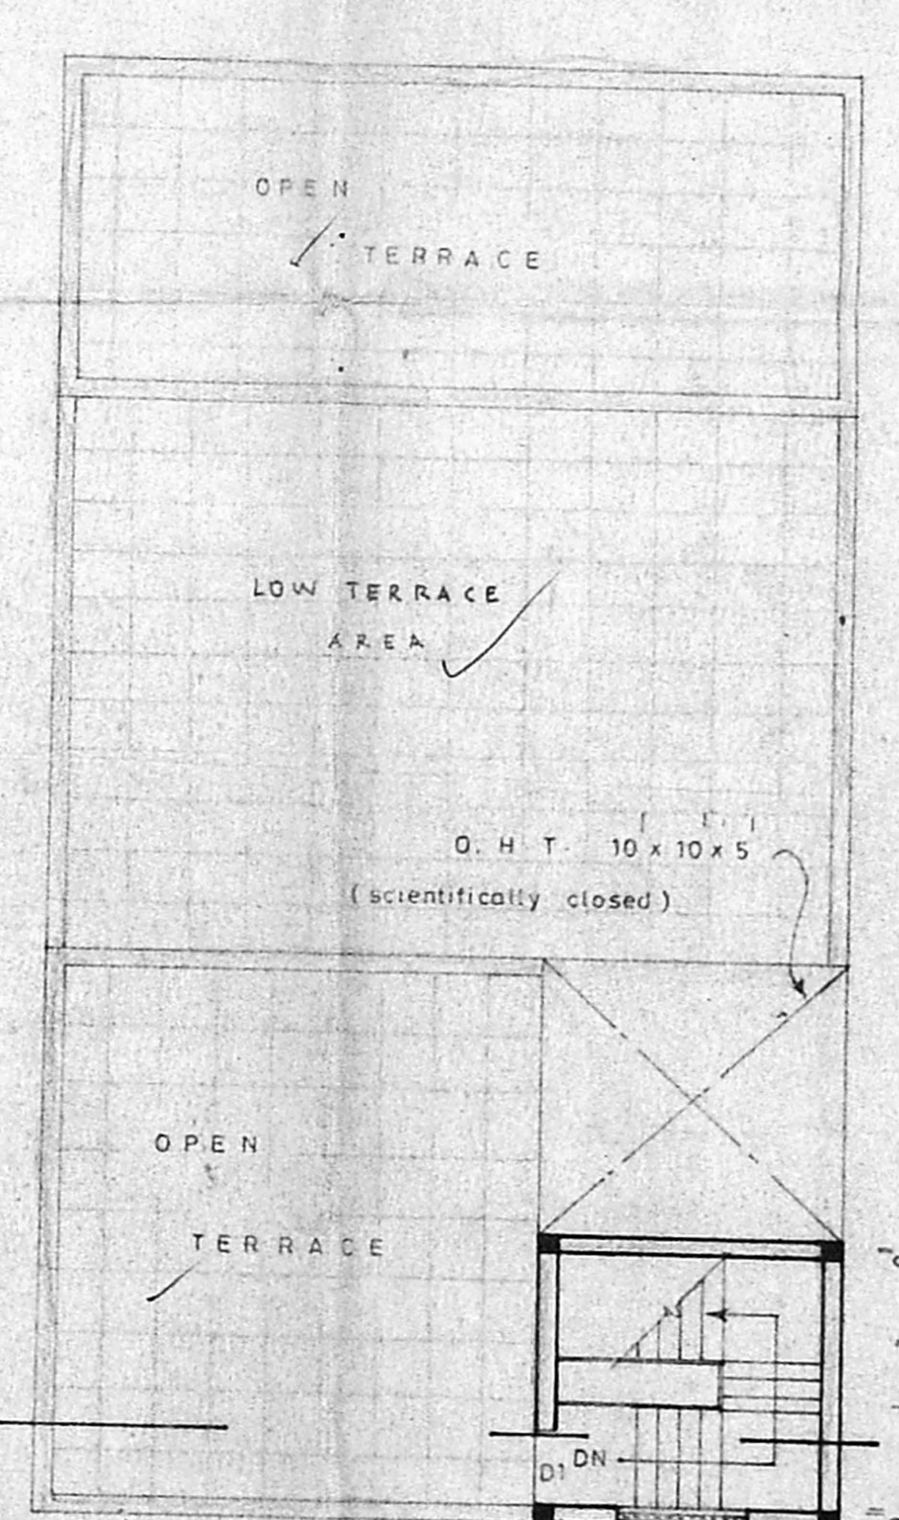 OPEN
TERRACE
LOW TERRACE
AREA
O.H.T. 10' x 10' x 5'
(scientifically closed)
OPEN
TERRACE
D1 DN